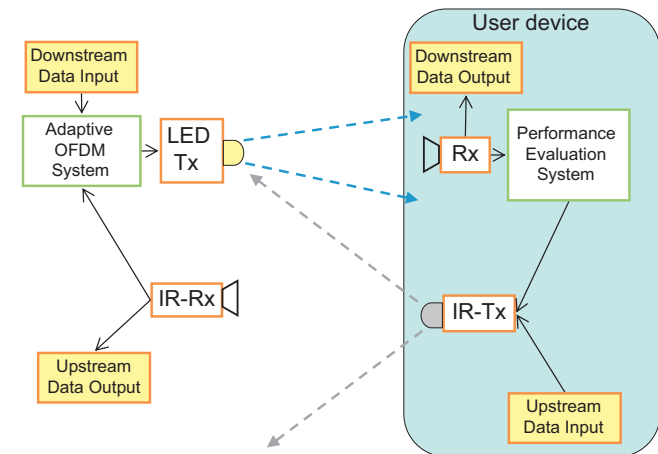 User device
Downstream
Data Input
Downstream
Data Output
Adaptive
OFDM
System
LED
Tx
Rx
Performance
Evaluation
System
IR-Rx
IR-Tx
Upstream
Data Output
Upstream
Data Input